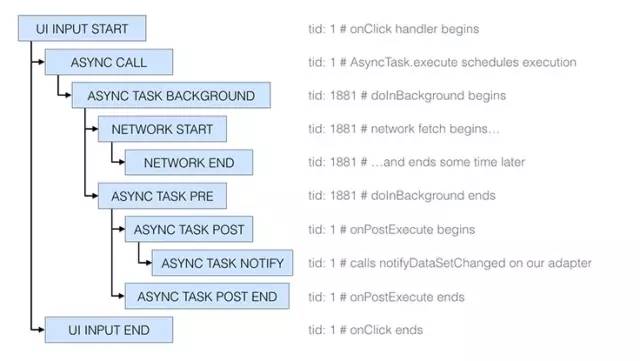 UI INPUT START tid: 1 # onClick handler begins
ASYNC CALL tid: 1 # AsyncTask.execute schedules execution
ASYNC TASK BACKGROUND tid: 1881 # doInBackground begins
NETWORK START tid: 1881 # network fetch begins...
NETWORK END tid: 1881 # ...and ends some time later
ASYNC TASK PRE tid: 1881 # doInBackground ends
ASYNC TASK POST tid: 1 # onPostExecute begins
ASYNC TASK NOTIFY tid: 1 # calls notifyDataSetChanged on our adapter
ASYNC TASK POST END tid: 1 # onPostExecute ends
UI INPUT END tid: 1 # onClick ends